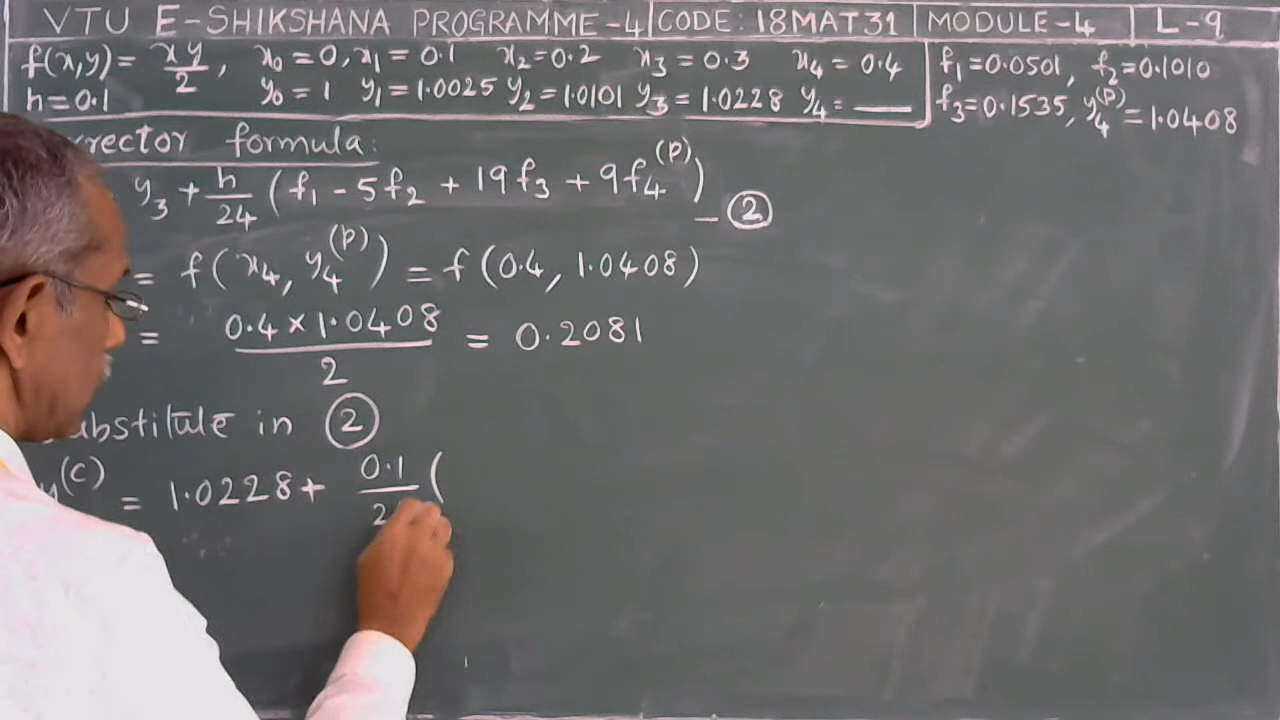 VTU E-SHIKSHANA PROGRAMME-4 CODE: 18MAT31 MODULE-4 L-9
f(x,y)= xy/2, x₀=0, x₁=0.1 x₂=0.2 x₃=0.3 x₄=0.4
h=0.1 y₀=1 y₁=1.0025 y₂=1.0101 y₃=1.0228 y₄=___
f₁=0.0501, f₂=0.1010
f₃=0.1535, y₄^(P)=1.0408
rrector formula:
y₃ + h/24 (f₁ - 5f₂ + 19f₃ + 9f₄^(P)) - ②
= f(x₄, y₄^(P)) = f(0.4, 1.0408)
= 0.4×1.0408/2 = 0.2081
ubstitute in ②
y^(C) = 1.0228 + 0.1/2 (